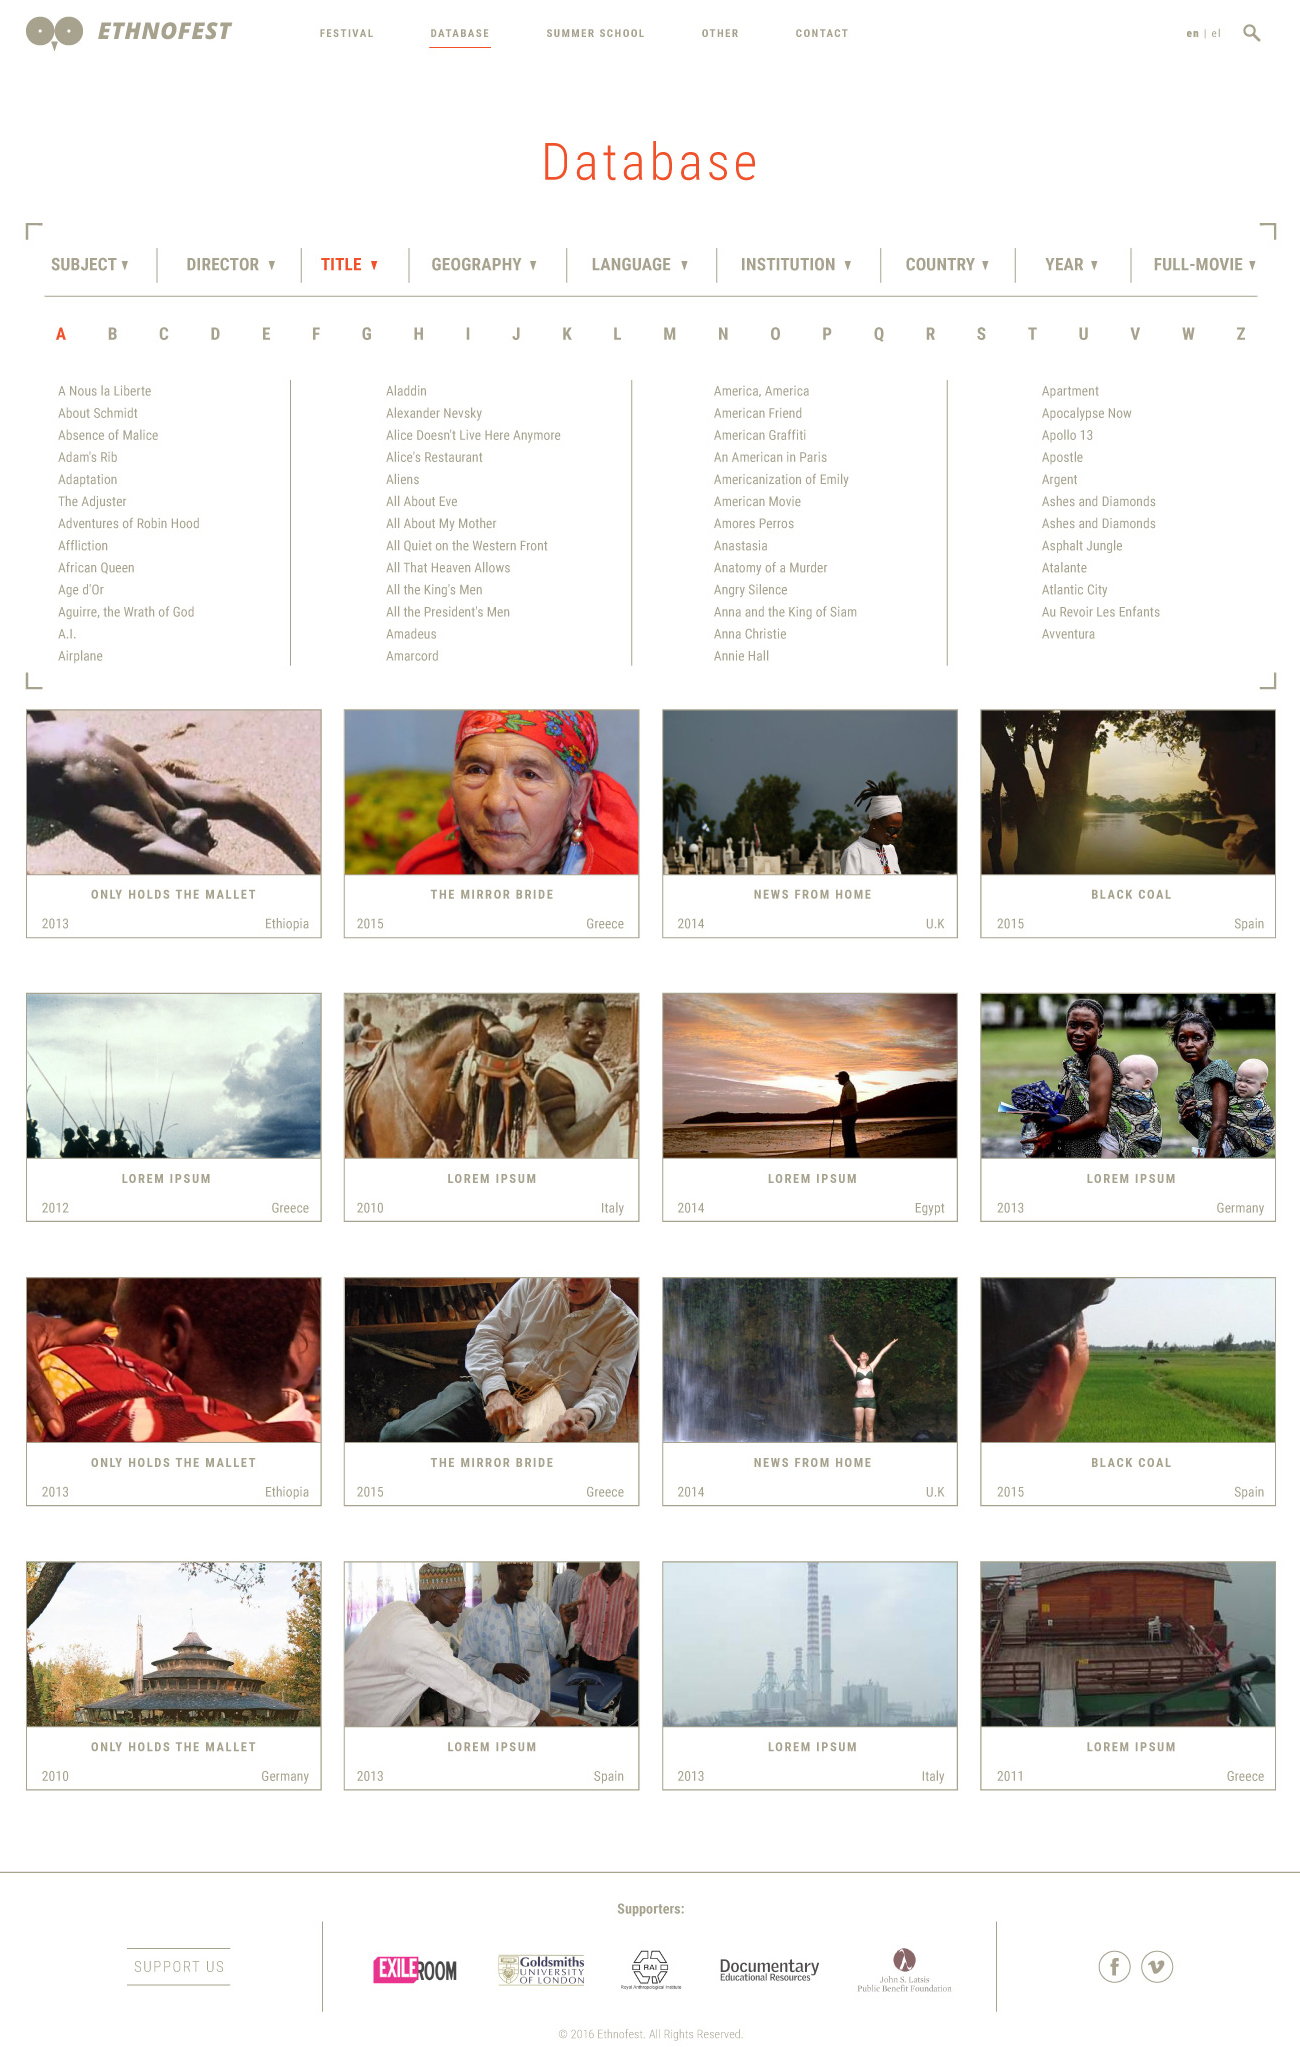 ETHNOFEST
FESTIVAL DATABASE SUMMER SCHOOL OTHER CONTACT en | el
Database
SUBJECT ▾ DIRECTOR ▾ TITLE ▾ GEOGRAPHY ▾ LANGUAGE ▾ INSTITUTION ▾ COUNTRY ▾ YEAR ▾ FULL-MOVIE ▾
A B C D E F G H I J K L M N O P Q R S T U V W Z
A Nous la Liberte
About Schmidt
Absence of Malice
Adam's Rib
Adaptation
The Adjuster
Adventures of Robin Hood
Affliction
African Queen
Age d'Or
Aguirre, the Wrath of God
A.I.
Airplane
Aladdin
Alexander Nevsky
Alice Doesn't Live Here Anymore
Alice's Restaurant
Aliens
All About Eve
All About My Mother
All Quiet on the Western Front
All That Heaven Allows
All the King's Men
All the President's Men
Amadeus
Amarcord
America, America
American Friend
American Graffiti
An American in Paris
Americanization of Emily
American Movie
Amores Perros
Anastasia
Anatomy of a Murder
Angry Silence
Anna and the King of Siam
Anna Christie
Annie Hall
Apartment
Apocalypse Now
Apollo 13
Apostle
Argent
Ashes and Diamonds
Ashes and Diamonds
Asphalt Jungle
Atalante
Atlantic City
Au Revoir Les Enfants
Avventura
ONLY HOLDS THE MALLET
2013 Ethiopia
THE MIRROR BRIDE
2015 Greece
NEWS FROM HOME
2014 U.K
BLACK COAL
2015 Spain
LOREM IPSUM
2012 Greece
LOREM IPSUM
2010 Italy
LOREM IPSUM
2014 Egypt
LOREM IPSUM
2013 Germany
ONLY HOLDS THE MALLET
2013 Ethiopia
THE MIRROR BRIDE
2015 Greece
NEWS FROM HOME
2014 U.K
BLACK COAL
2015 Spain
ONLY HOLDS THE MALLET
2010 Germany
LOREM IPSUM
2013 Spain
LOREM IPSUM
2013 Italy
LOREM IPSUM
2011 Greece
Supporters:
SUPPORT US
EXILEROOM
Goldsmiths
UNIVERSITY
OF LONDON
RAI
Royal Anthropological Institute
Documentary
Educational Resources
John S. Latsis
Public Benefit Foundation
© 2016 Ethnofest. All Rights Reserved.